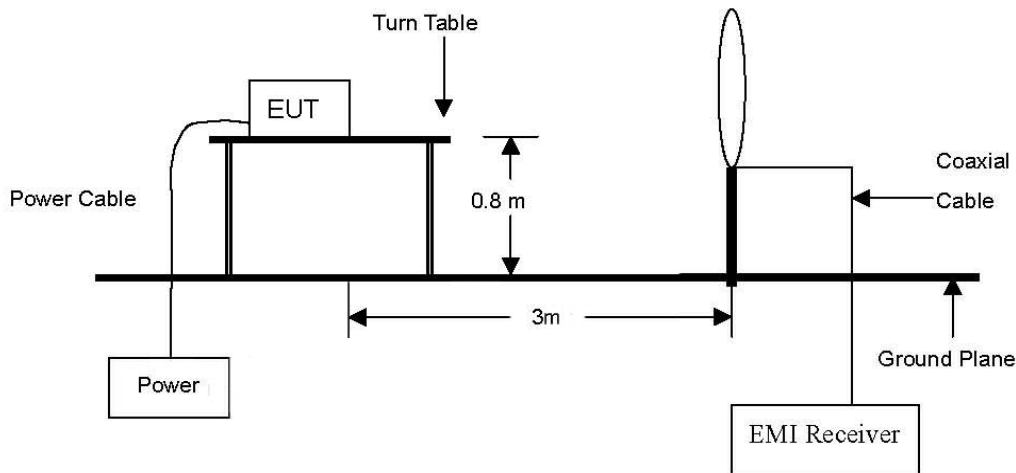 Turn Table
EUT
Coaxial
Cable
Power Cable
0.8 m
3m
Ground Plane
Power
EMI Receiver